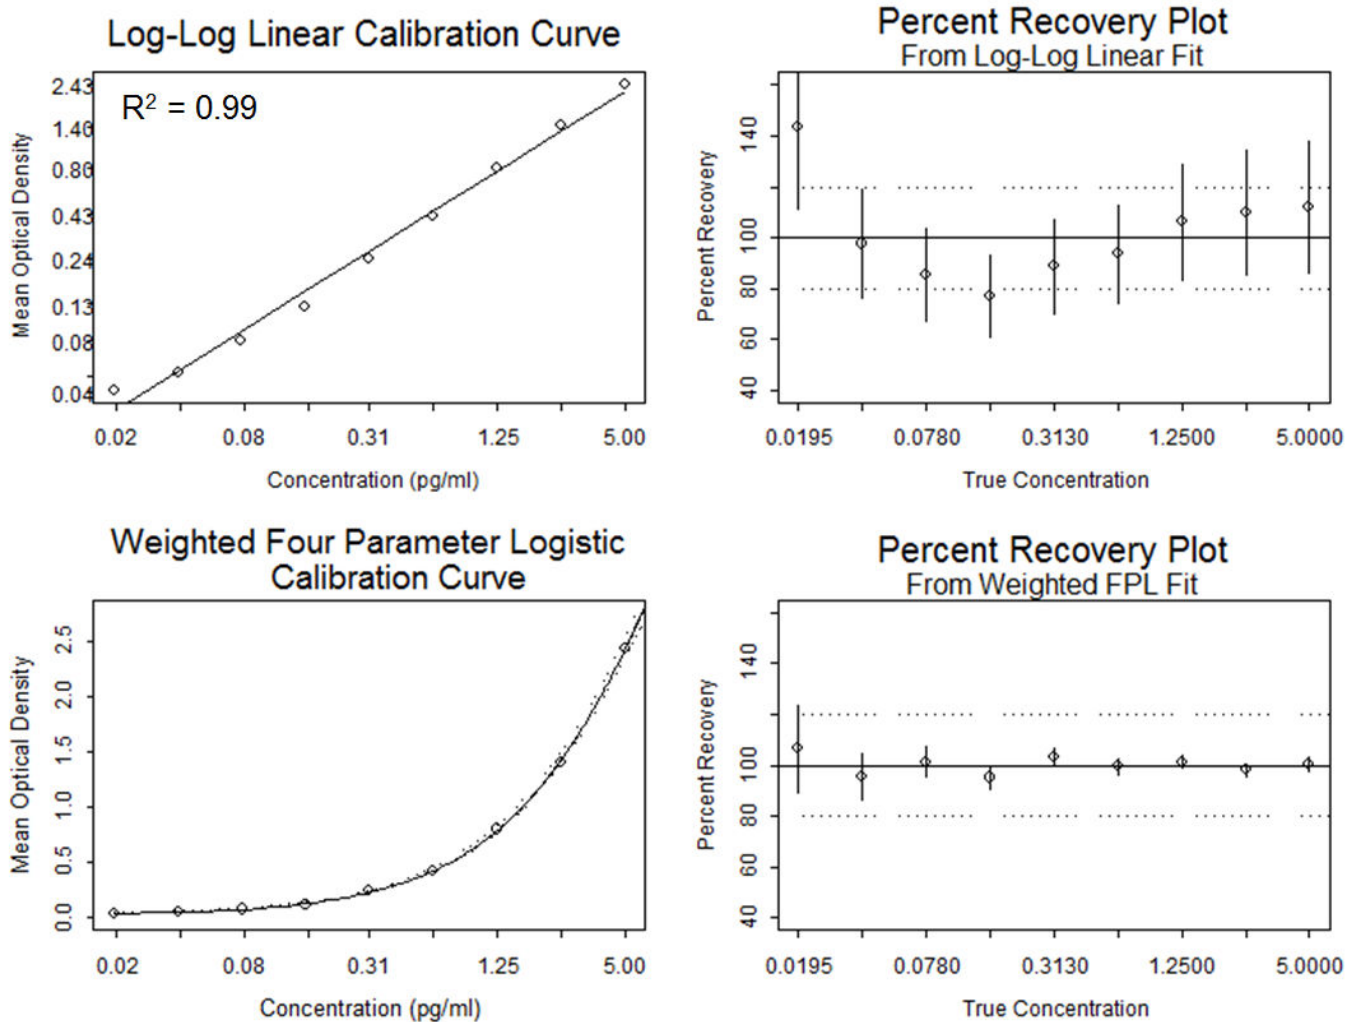 Log-Log Linear Calibration Curve
R² = 0.99
Mean Optical Density
2.43
1.40
0.80
0.43
0.24
0.13
0.08
0.04
0.02 0.08 0.31 1.25 5.00
Concentration (pg/ml)
Percent Recovery Plot
From Log-Log Linear Fit
Percent Recovery
140
100
80
60
40
0.0195 0.0780 0.3130 1.2500 5.0000
True Concentration
Weighted Four Parameter Logistic
Calibration Curve
Mean Optical Density
2.5
2.0
1.5
1.0
0.5
0.0
0.02 0.08 0.31 1.25 5.00
Concentration (pg/ml)
Percent Recovery Plot
From Weighted FPL Fit
Percent Recovery
140
100
80
60
40
0.0195 0.0780 0.3130 1.2500 5.0000
True Concentration